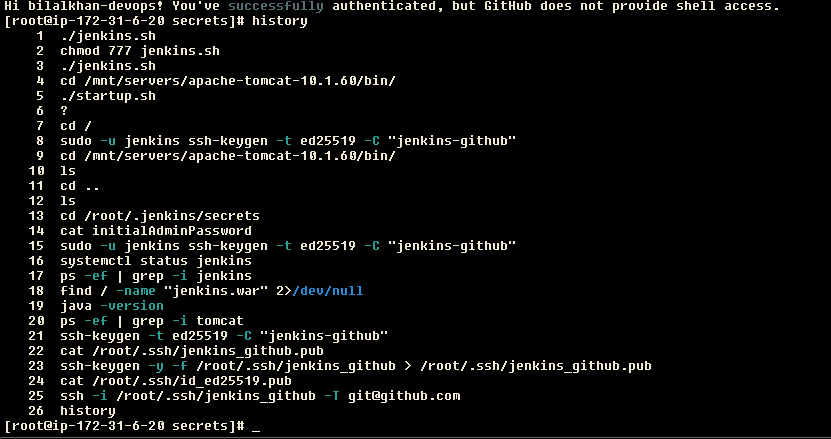 Hi bilalkhan-devops! You've successfully authenticated, but GitHub does not provide shell access.
[root@ip-172-31-6-20 secrets]# history
1 ./jenkins.sh
2 chmod 777 jenkins.sh
3 ./jenkins.sh
4 cd /mnt/servers/apache-tomcat-10.1.60/bin/
5 ./startup.sh
6 ?
7 cd /
8 sudo -u jenkins ssh-keygen -t ed25519 -C "jenkins-github"
9 cd /mnt/servers/apache-tomcat-10.1.60/bin/
10 ls
11 cd ..
12 ls
13 cd /root/.jenkins/secrets
14 cat initialAdminPassword
15 sudo -u jenkins ssh-keygen -t ed25519 -C "jenkins-github"
16 systemctl status jenkins
17 ps -ef | grep -i jenkins
18 find / -name "jenkins.war" 2>/dev/null
19 java -version
20 ps -ef | grep -i tomcat
21 ssh-keygen -t ed25519 -C "jenkins-github"
22 cat /root/.ssh/jenkins_github.pub
23 ssh-keygen -y -f /root/.ssh/jenkins_github > /root/.ssh/jenkins_github.pub
24 cat /root/.ssh/id_ed25519.pub
25 ssh -i /root/.ssh/jenkins_github -T git@github.com
26 history
[root@ip-172-31-6-20 secrets]# _